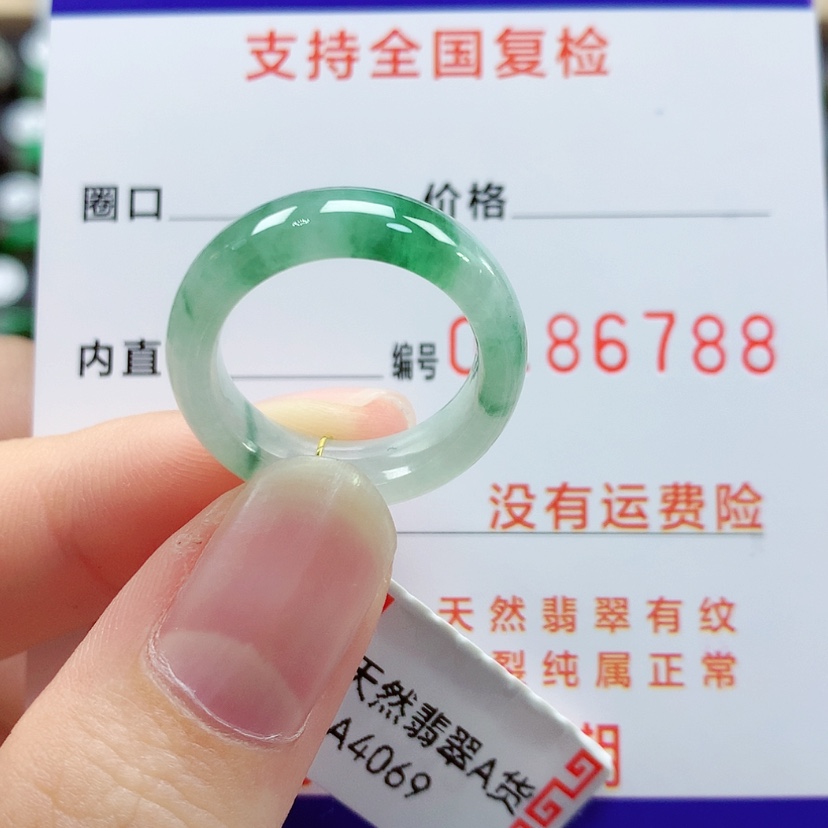 支持全国复检
圈口 价格
内直 编号 86788
没有运费险
天然翡翠有纹
裂纯属正常
天然翡翠A货
A4069